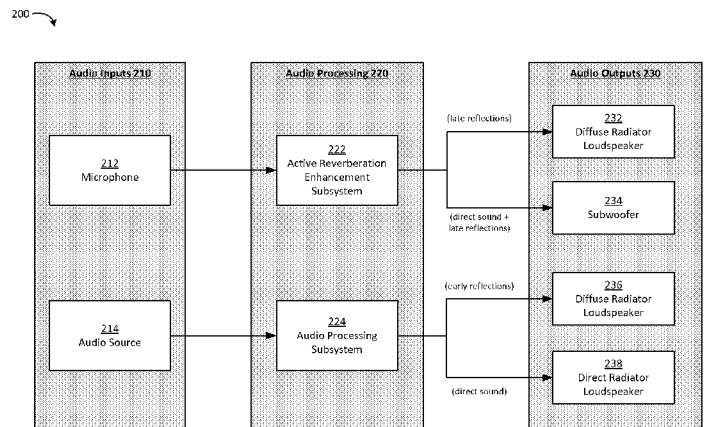 200
Audio Inputs 210
Audio Processing 220
Audio Outputs 230
212
Microphone
222
Active Reverberation
Enhancement
Subsystem
(late reflections)
232
Diffuse Radiator
Loudspeaker
(direct sound +
late reflections)
234
Subwoofer
214
Audio Source
224
Audio Processing
Subsystem
(early reflections)
236
Diffuse Radiator
Loudspeaker
(direct sound)
238
Direct Radiator
Loudspeaker